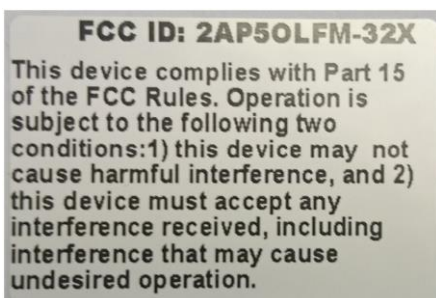 FCC ID: 2AP5OLFM-32X
This device complies with Part 15
of the FCC Rules. Operation is
subject to the following two
conditions:1) this device may  not
cause harmful interference, and 2)
this device must accept any
interference received, including
interference that may cause
undesired operation.